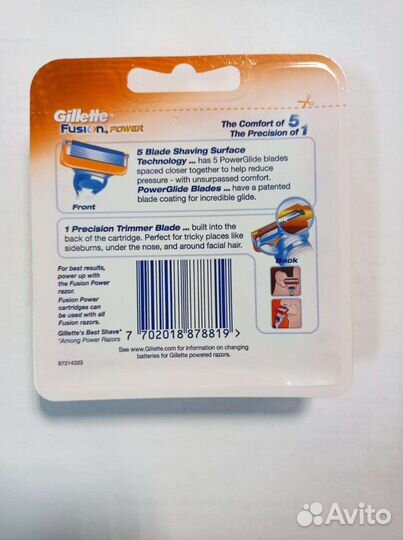 Gillette
FUSION POWER
The Comfort of 5
The Precision of 1
5 Blade Shaving Surface
Technology ... has 5 PowerGlide blades
spaced closer together to help reduce
pressure - with unsurpassed comfort.
PowerGlide Blades ... have a patented
blade coating for incredible glide.
Front
1 Precision Trimmer Blade ... built into the
back of the cartridge. Perfect for tricky places like
sideburns, under the nose, and around facial hair.
Back
For best results,
power up with
the Fusion Power
razor.
Fusion Power
cartridges can
be used with all
Fusion razors.
Gillette's Best Shave*
*Among Power Razors
7 702018 878819 >
See www.Gillette.com for information on changing
batteries for Gillette powered razors.
97214323
Avito